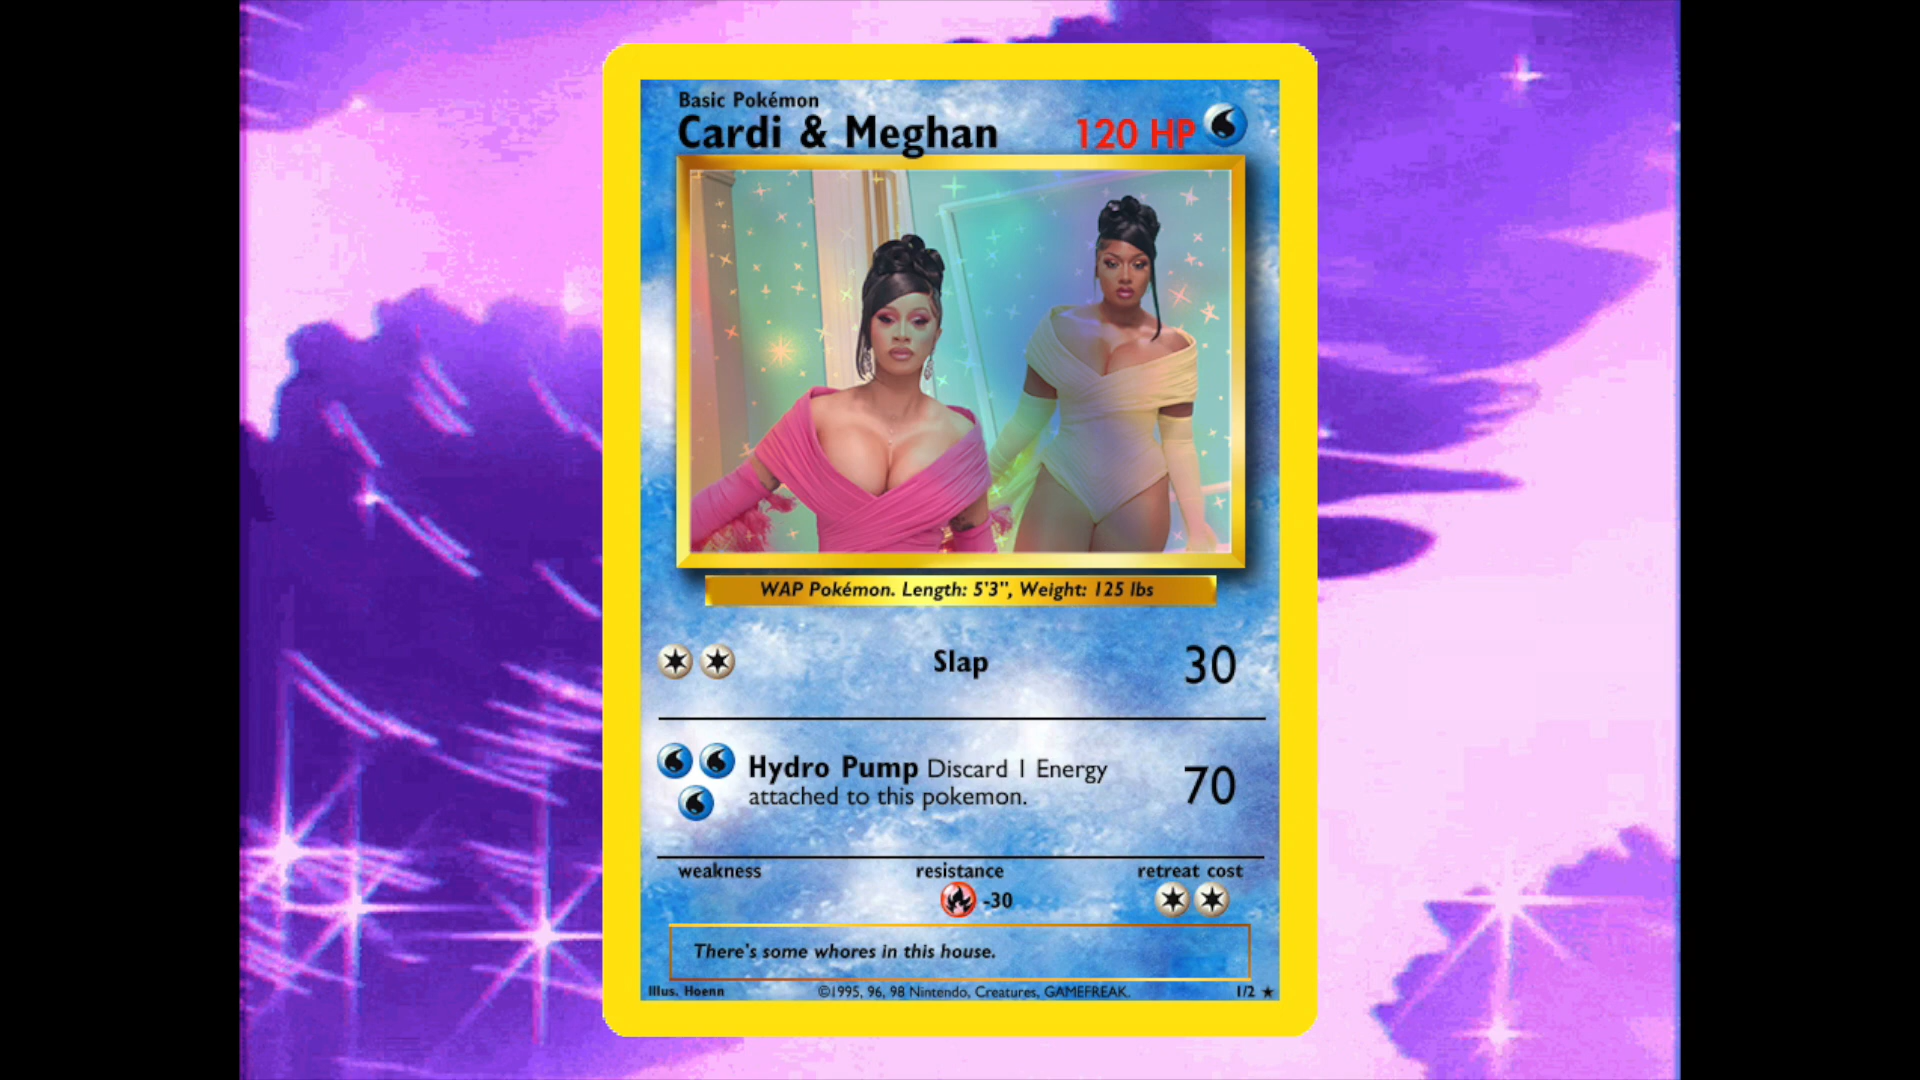 Basic Pokémon
Cardi & Meghan
120 HP
WAP Pokémon. Length: 5'3", Weight: 125 lbs
Slap 30
Hydro Pump Discard 1 Energy
attached to this pokemon.
70
weakness resistance retreat cost
-30
There's some whores in this house.
Illus. Hoenn ©1995, 96, 98 Nintendo, Creatures, GAMEFREAK. 1/2 ★